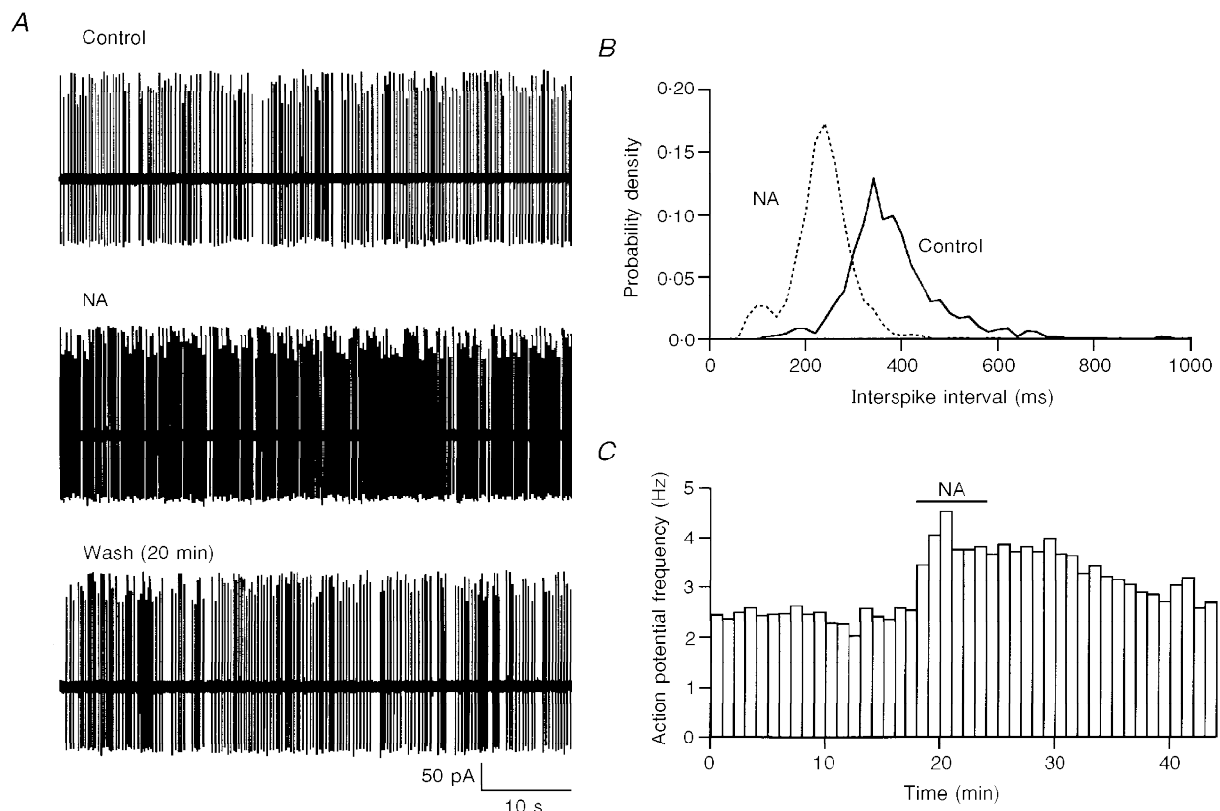 A
Control
NA
Wash (20 min)
50 pA
10 s
B
Probability density
0·20
0·15
0·10
0·05
0·0
NA
Control
0
200
400
600
800
1000
Interspike interval (ms)
C
Action potential frequency (Hz)
5
4
3
2
1
0
NA
0
10
20
30
40
Time (min)